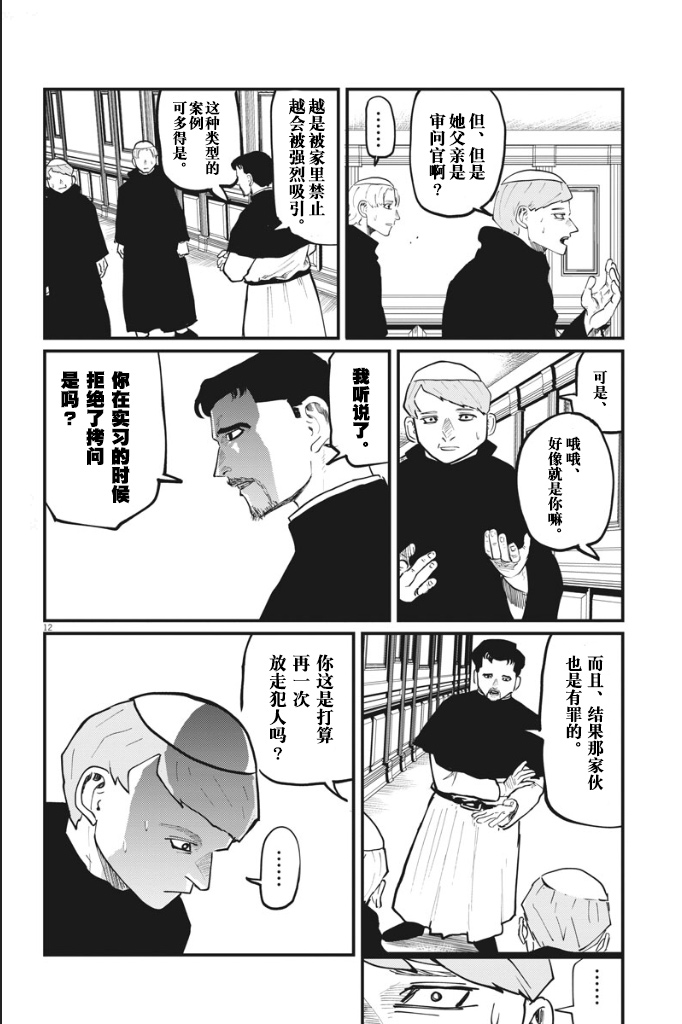 ……
但、但是
她父亲是
审问官啊？
越是被家里禁止
越会被强烈吸引。
这种类型的
案例
可多得是。
可是、
哦哦、
好像就是你嘛。
我听说了。
你在实习的时候
拒绝了拷问
是吗？
12
而且、结果那家伙
也是有罪的。
你这是打算
再一次
放走犯人吗？
……
……